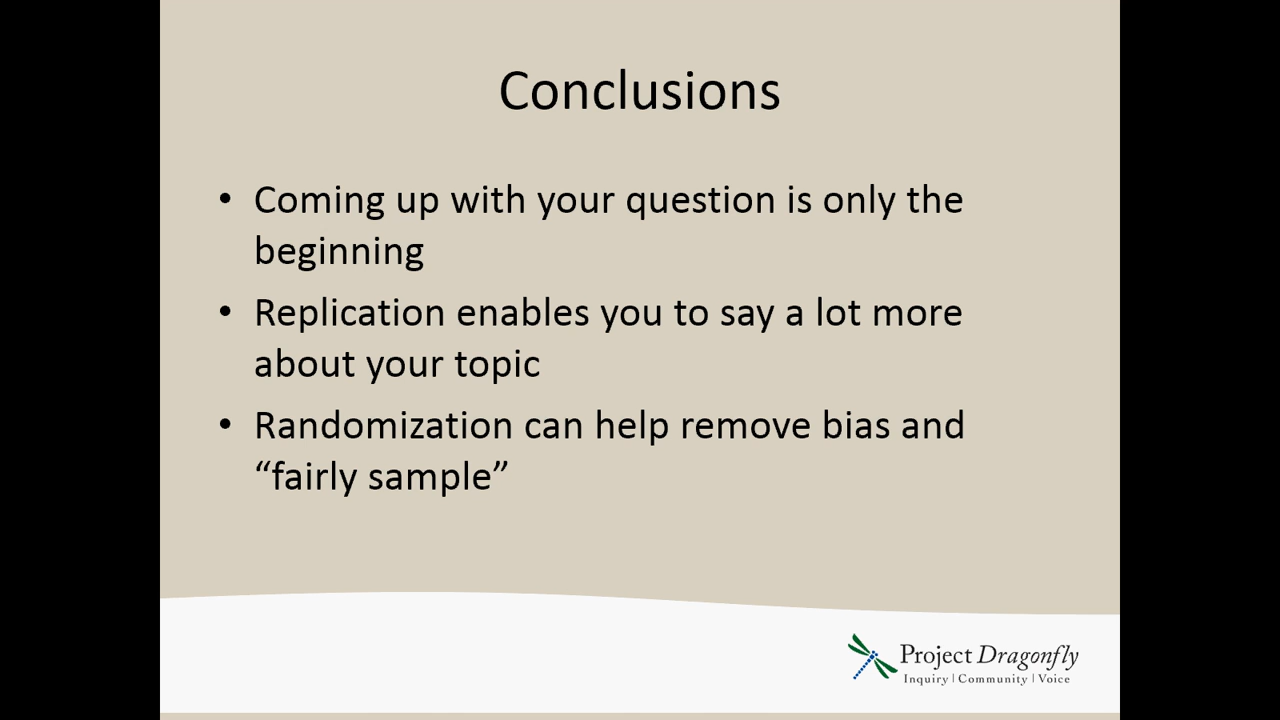 Conclusions
• Coming up with your question is only the
beginning
• Replication enables you to say a lot more
about your topic
• Randomization can help remove bias and
“fairly sample”
Project Dragonfly
Inquiry | Community | Voice